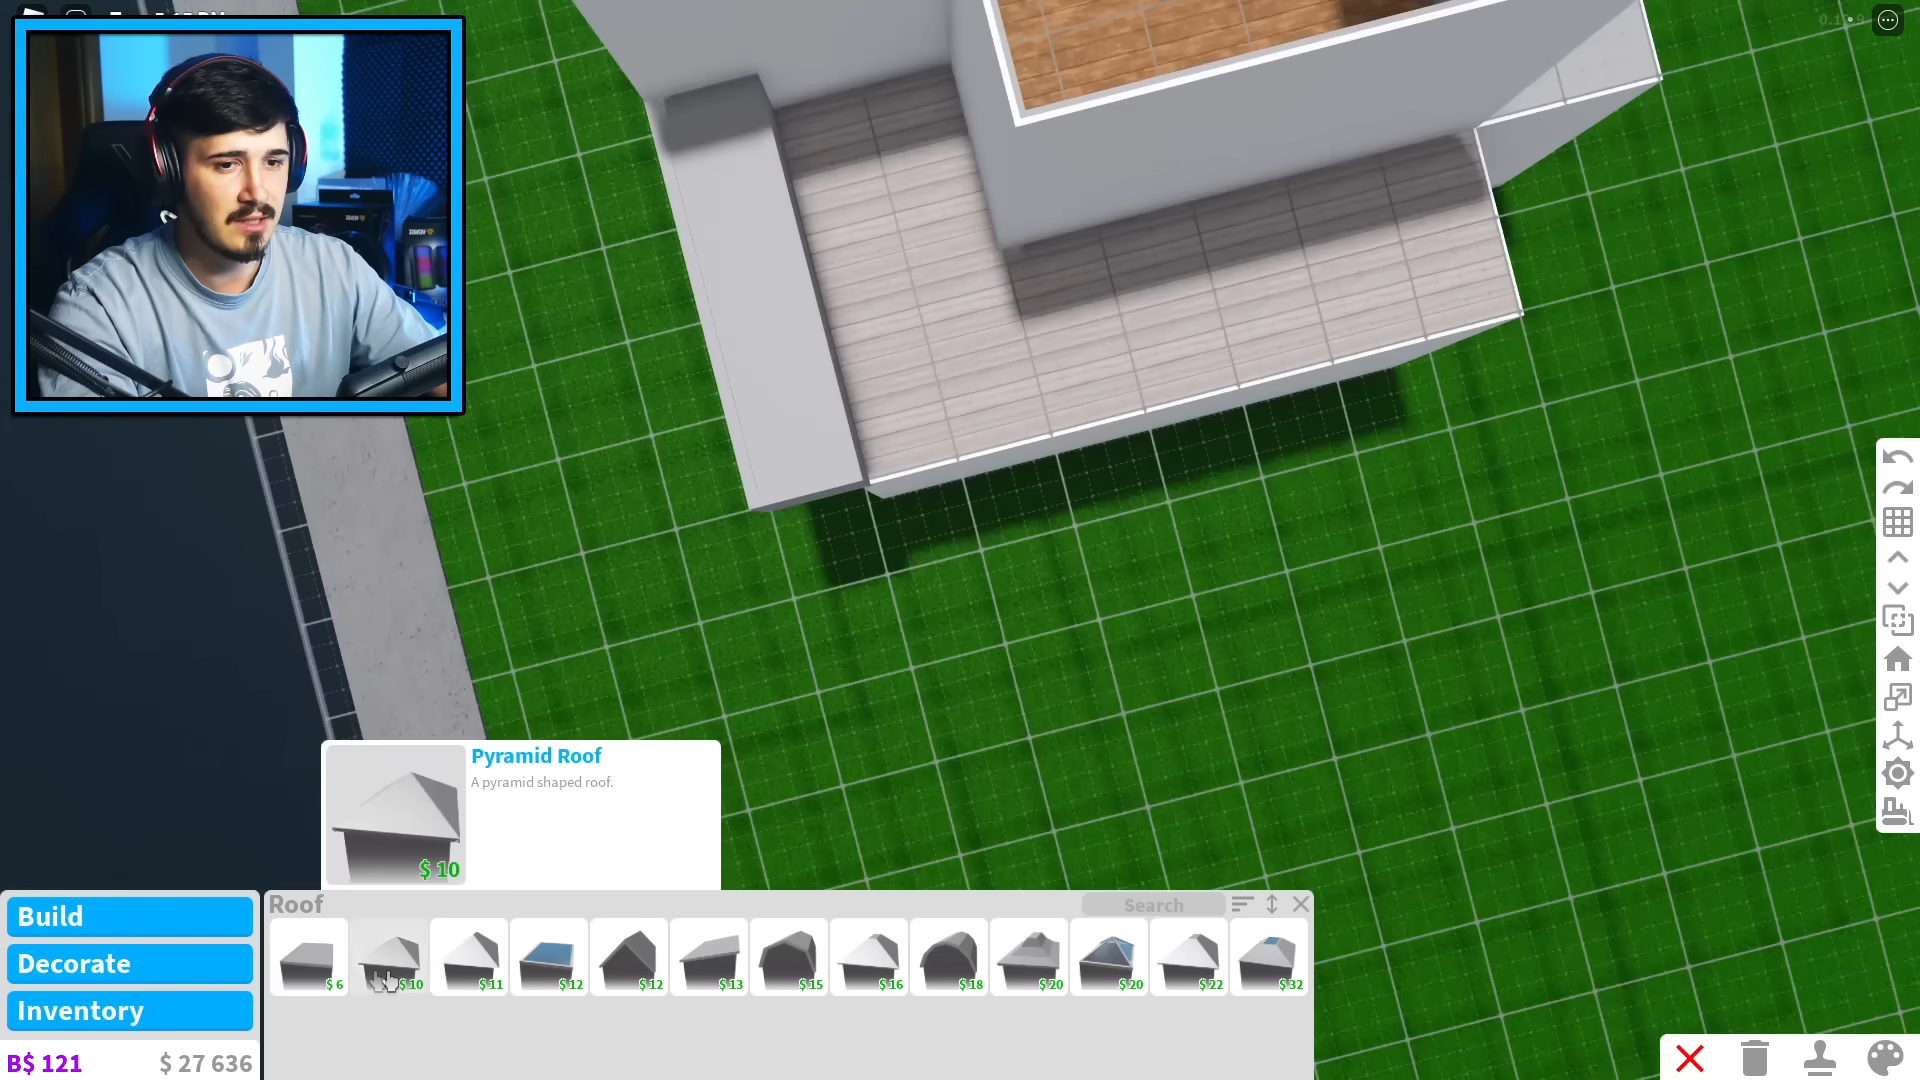 Pyramid Roof
A pyramid shaped roof.
$ 10
Build
Decorate
Inventory
B$ 121
$ 27 636
Roof
Search
$ 6
$ 10
$ 11
$ 12
$ 12
$ 13
$ 15
$ 16
$ 18
$ 20
$ 20
$ 22
$ 32